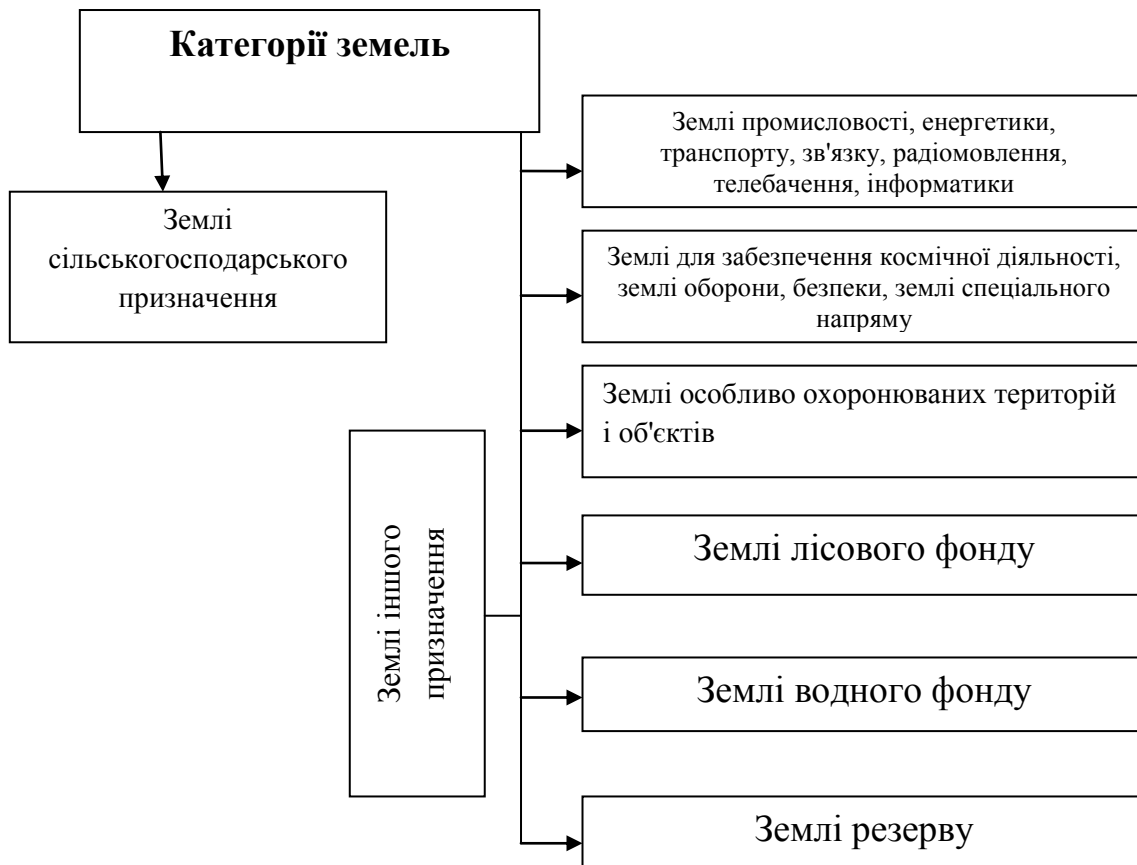 Категорії земель
Землі промисловості, енергетики,
транспорту, зв'язку, радіомовлення,
телебачення, інформатики
Землі
сільськогосподарського
призначення
Землі для забезпечення космічної діяльності,
землі оборони, безпеки, землі спеціального
напряму
Землі особливо охоронюваних територій
і об'єктів
Землі іншого
призначення
Землі лісового фонду
Землі водного фонду
Землі резерву